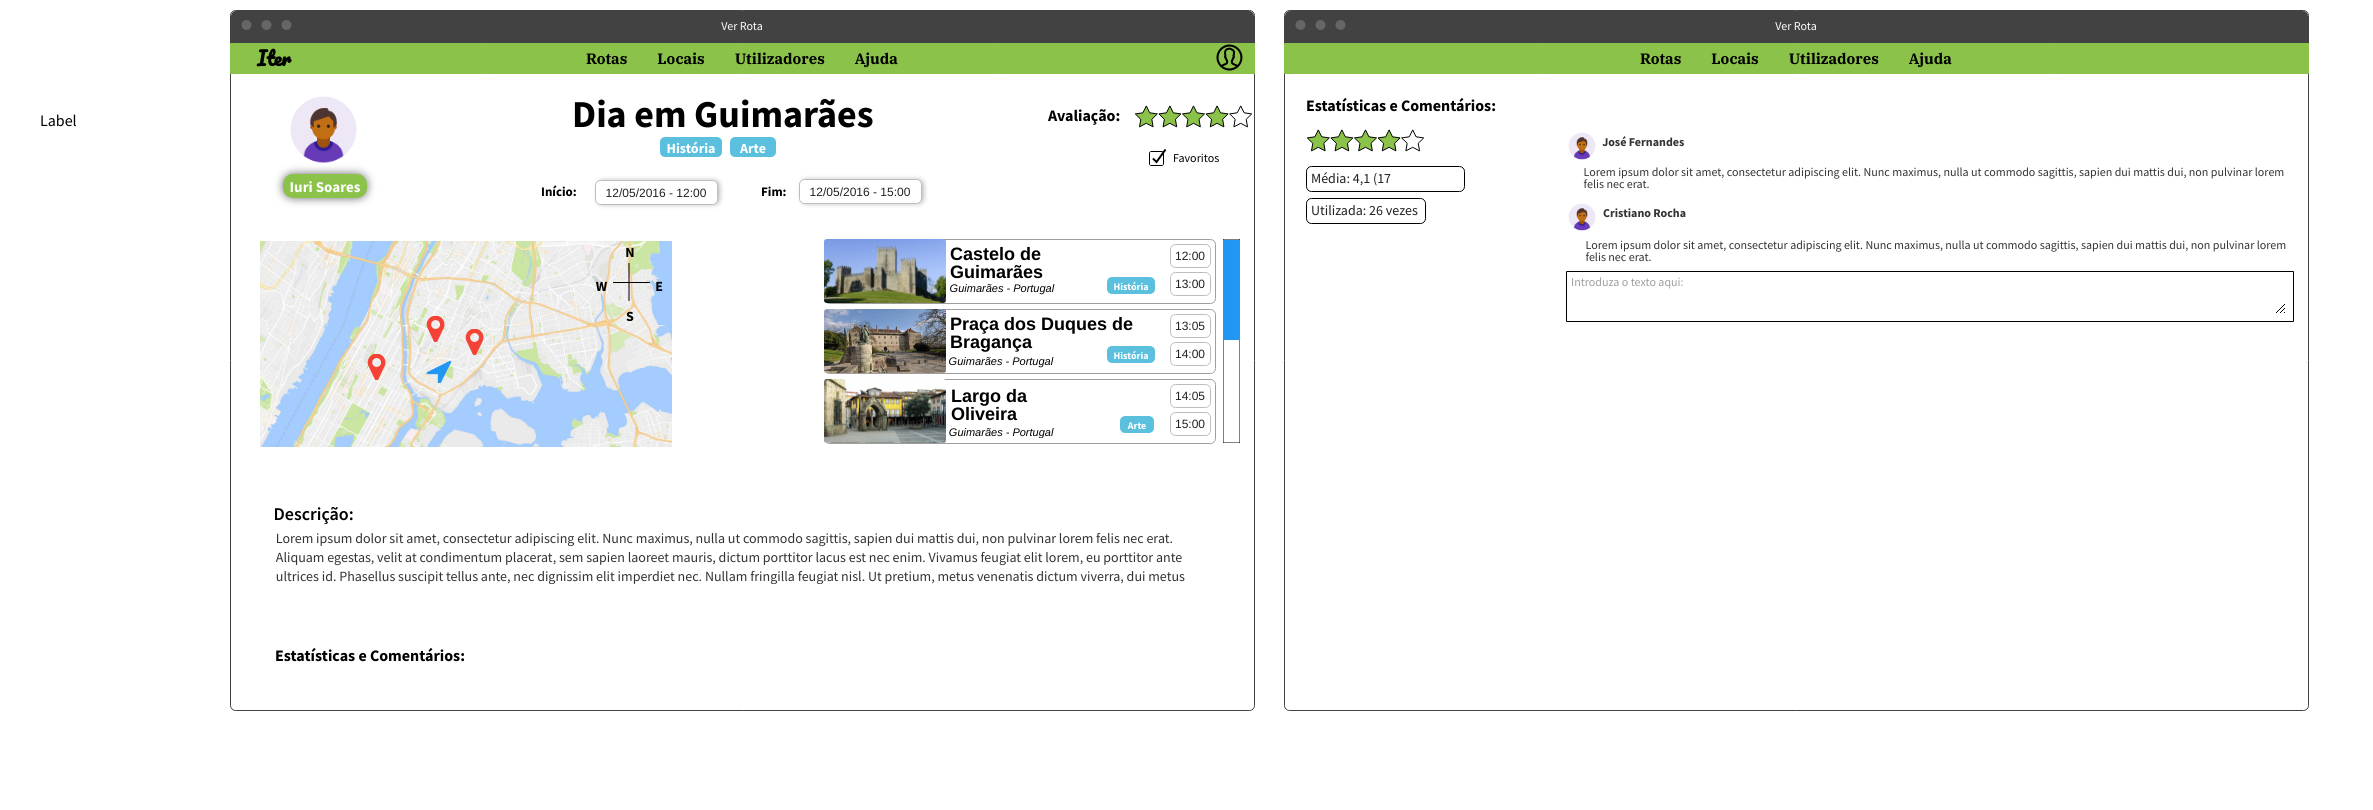 Label
Ver Rota
Iter
Rotas Locais Utilizadores Ajuda
Iuri Soares
Dia em Guimarães
História Arte
Início: 12/05/2016 - 12:00 Fim: 12/05/2016 - 15:00
Avaliação:
Favoritos
N
W E
S
Castelo de
Guimarães
Guimarães - Portugal
História
12:00
13:00
Praça dos Duques de
Bragança
Guimarães - Portugal
História
13:05
14:00
Largo da
Oliveira
Guimarães - Portugal
Arte
14:05
15:00
Descrição:
Lorem ipsum dolor sit amet, consectetur adipiscing elit. Nunc maximus, nulla ut commodo sagittis, sapien dui mattis dui, non pulvinar lorem felis nec erat.
Aliquam egestas, velit at condimentum placerat, sem sapien laoreet mauris, dictum porttitor lacus est nec enim. Vivamus feugiat elit lorem, eu porttitor ante
ultrices id. Phasellus suscipit tellus ante, nec dignissim elit imperdiet nec. Nullam fringilla feugiat nisl. Ut pretium, metus venenatis dictum viverra, dui metus
Estatísticas e Comentários:
Ver Rota
Rotas Locais Utilizadores Ajuda
Estatísticas e Comentários:
Média: 4,1 (17
Utilizada: 26 vezes
José Fernandes
Lorem ipsum dolor sit amet, consectetur adipiscing elit. Nunc maximus, nulla ut commodo sagittis, sapien dui mattis dui, non pulvinar lorem
felis nec erat.
Cristiano Rocha
Lorem ipsum dolor sit amet, consectetur adipiscing elit. Nunc maximus, nulla ut commodo sagittis, sapien dui mattis dui, non pulvinar lorem
felis nec erat.
Introduza o texto aqui: